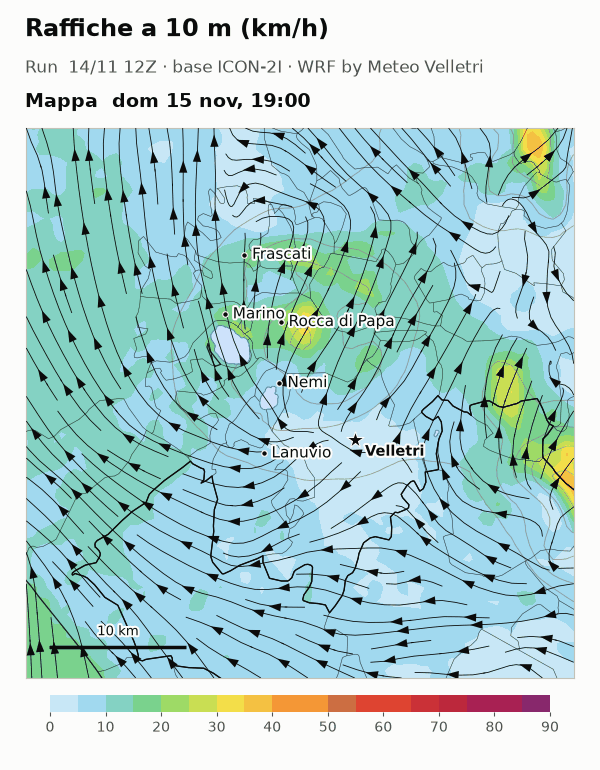 Raffiche a 10 m (km/h)
Run  14/11 12Z · base ICON-2I · WRF by Meteo Velletri
Mappa  dom 15 nov, 19:00
Frascati
Marino
Rocca di Papa
Nemi
Velletri
Lanuvio
10 km
0 10 20 30 40 50 60 70 80 90